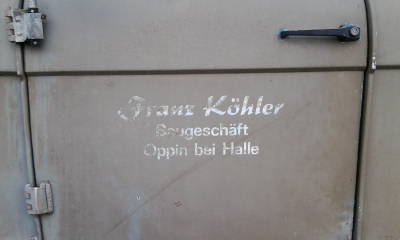 Franz Köhler
Baugeschäft
Oppin bei Halle